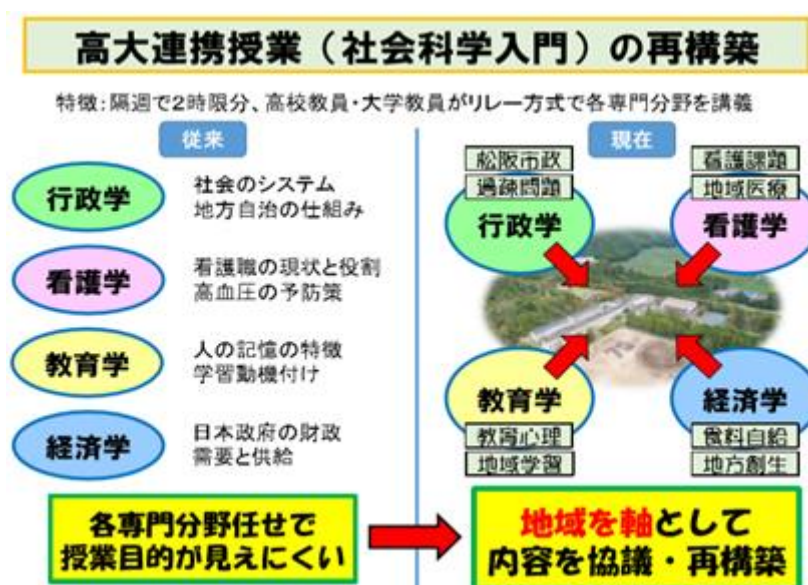 高大連携授業（社会科学入門）の再構築
特徴：隔週で2時限分、高校教員・大学教員がリレー方式で各専門分野を講義
従来
行政学
社会のシステム
地方自治の仕組み
看護学
看護職の現状と役割
高血圧の予防策
教育学
人の記憶の特徴
学習動機付け
経済学
日本政府の財政
需要と供給
各専門分野任せで
授業目的が見えにくい
現在
松阪市政
過疎問題
行政学
看護課題
地域医療
看護学
教育学
教育心理
地域学習
経済学
食料自給
地方創生
地域を軸として
内容を協議・再構築